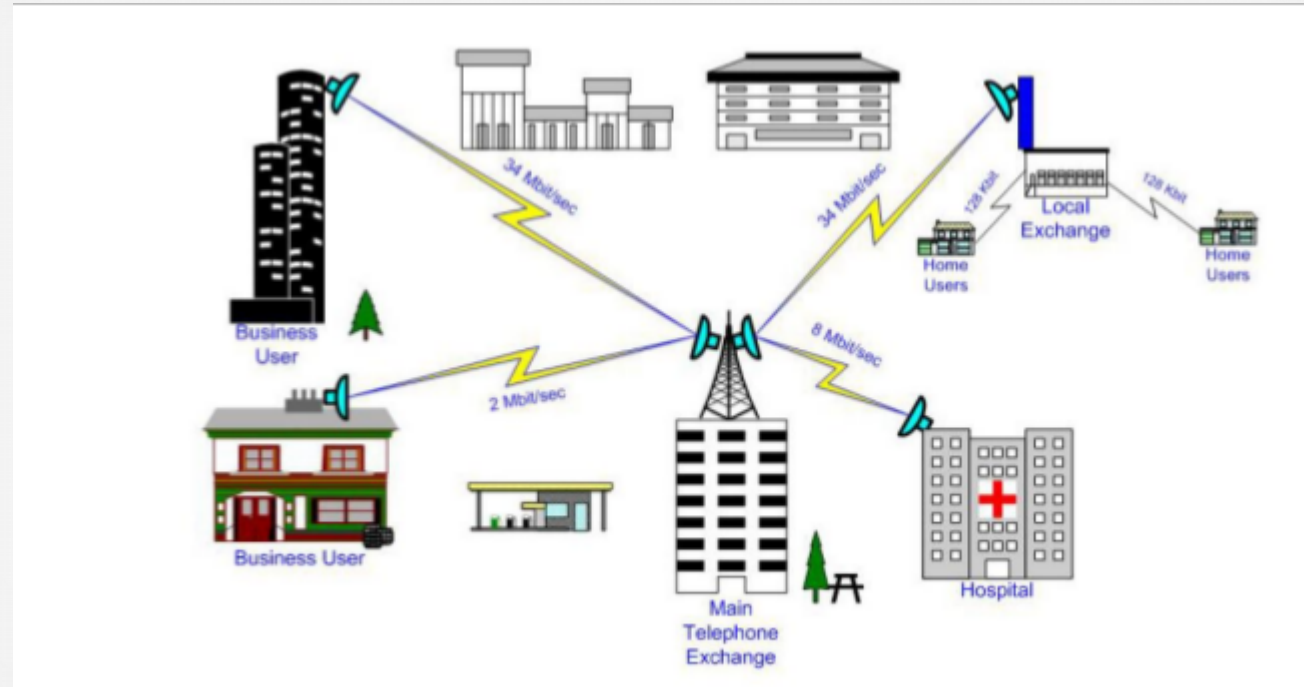 34 Mbit/sec
34 Mbit/sec
128 Kbit
128 Kbit
Local
Exchange
Home
Users
Home
Users
Business
User
8 Mbit/sec
2 Mbit/sec
Business User
Hospital
Main
Telephone
Exchange